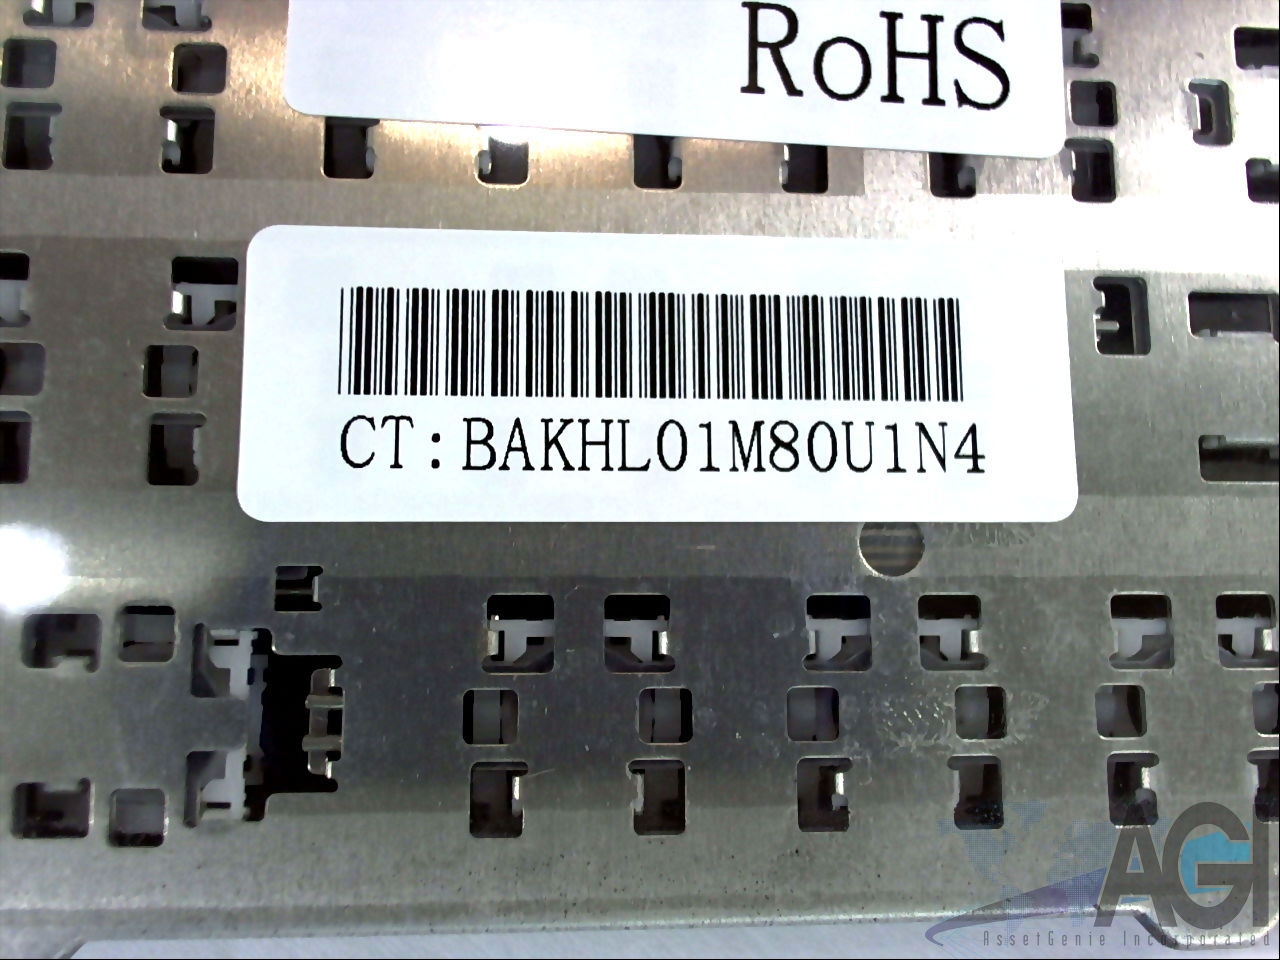 RoHS
CT:BAKHL01M80U1N4
AGI
AssetGenie Incorporated